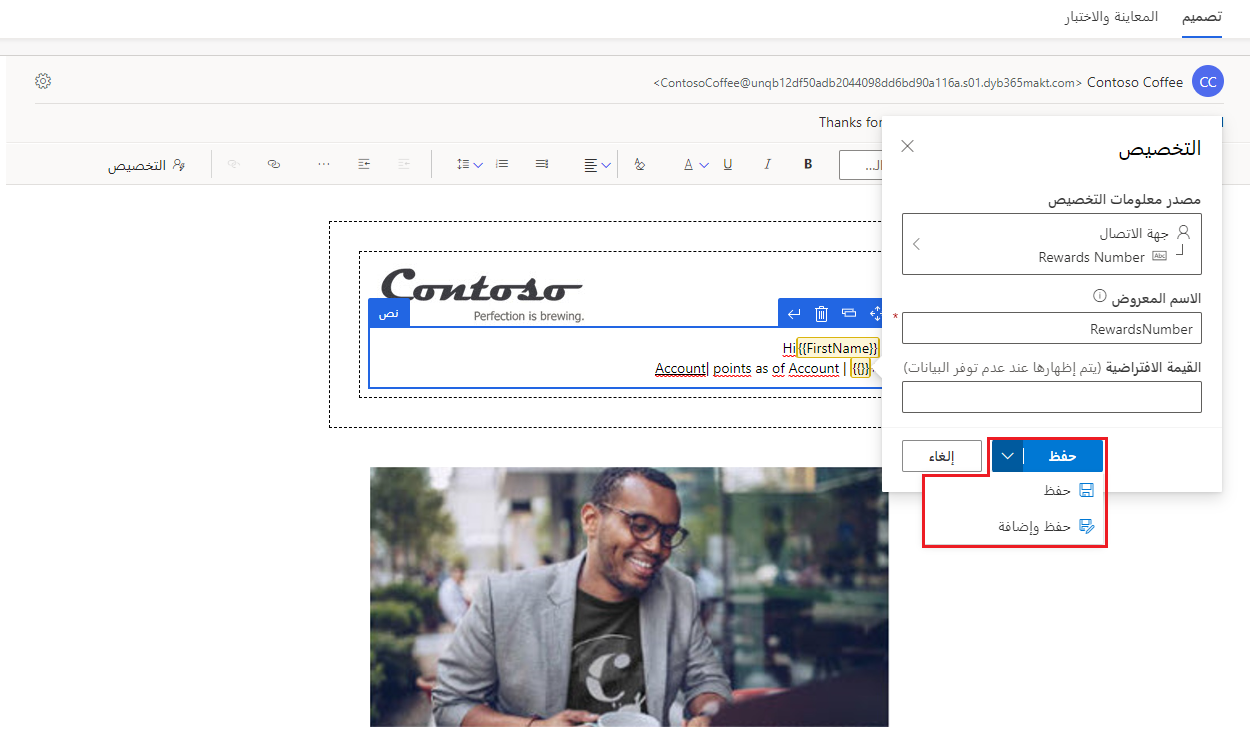 تصميم المعاينة والاختبار
CC Contoso Coffee <ContosoCoffee@unqb12df50adb2044098dd6bd90a116a.s01.dyb365makt.com>
Thanks for
التخصيص
B I U A
الـ...
التخصيص
مصدر معلومات التخصيص
جهة الاتصال
Abc Rewards Number
الاسم المعروض
* RewardsNumber
القيمة الافتراضية (يتم إظهارها عند عدم توفر البيانات)
حفظ
إلغاء
حفظ
حفظ وإضافة
Contoso
Perfection is brewing.
نص
Hi {{FirstName}}
Account| points as of Account | {{}}.